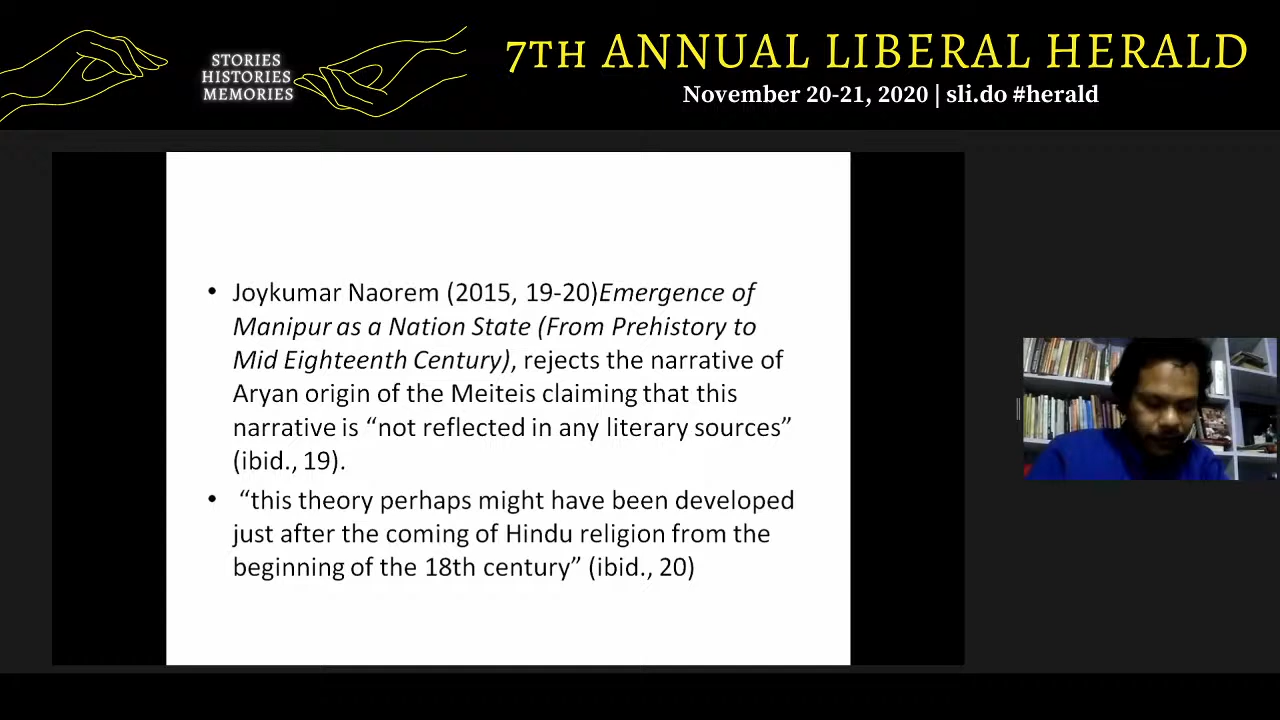 STORIES
HISTORIES
MEMORIES
7TH ANNUAL LIBERAL HERALD
November 20-21, 2020 | sli.do #herald
• Joykumar Naorem (2015, 19-20)Emergence of
Manipur as a Nation State (From Prehistory to
Mid Eighteenth Century), rejects the narrative of
Aryan origin of the Meiteis claiming that this
narrative is “not reflected in any literary sources”
(ibid., 19).
• “this theory perhaps might have been developed
just after the coming of Hindu religion from the
beginning of the 18th century” (ibid., 20)